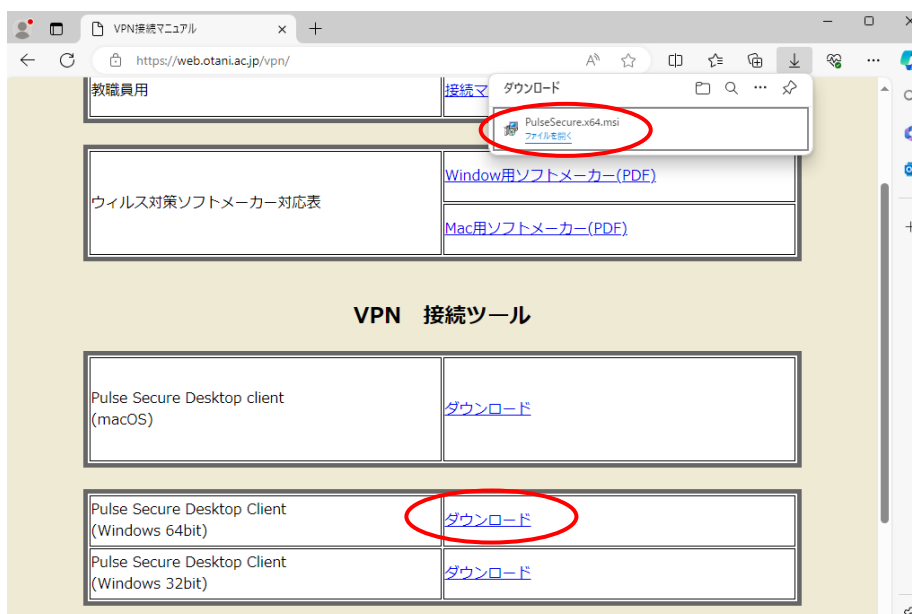 VPN接続マニュアル
https://web.otani.ac.jp/vpn/
ダウンロード
PulseSecure.x64.msi
ファイルを開く
教職員用
接続マ
ウィルス対策ソフトメーカー対応表
Window用ソフトメーカー(PDF)
Mac用ソフトメーカー(PDF)
VPN 接続ツール
Pulse Secure Desktop client
(macOS)
ダウンロード
Pulse Secure Desktop Client
(Windows 64bit)
ダウンロード
Pulse Secure Desktop Client
(Windows 32bit)
ダウンロード